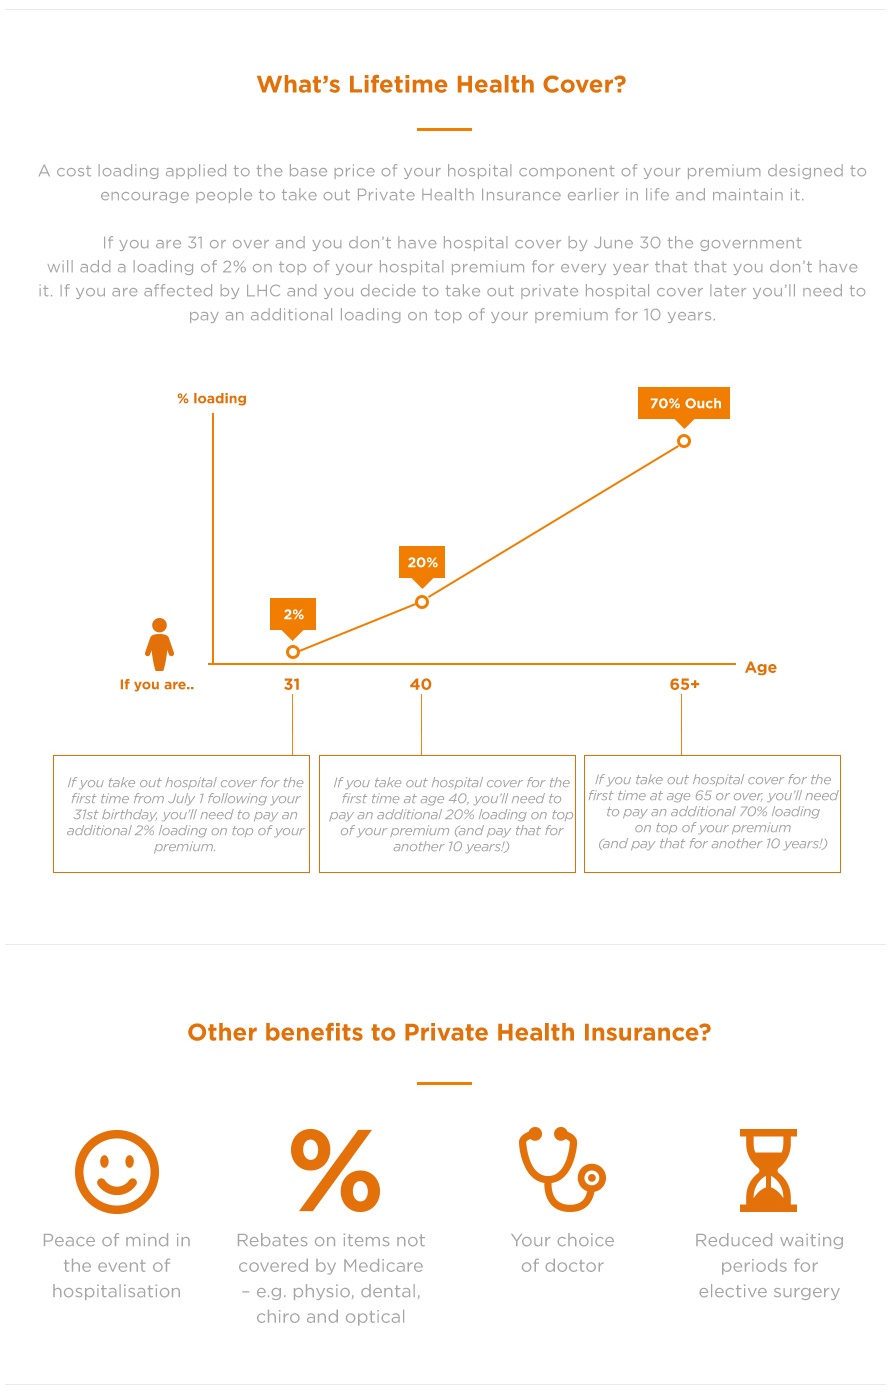 What's Lifetime Health Cover?
A cost loading applied to the base price of your hospital component of your premium designed to
encourage people to take out Private Health Insurance earlier in life and maintain it.
If you are 31 or over and you don't have hospital cover by June 30 the government
will add a loading of 2% on top of your hospital premium for every year that that you don't have
it. If you are affected by LHC and you decide to take out private hospital cover later you'll need to
pay an additional loading on top of your premium for 10 years.
% loading
70% Ouch
20%
2%
Age
If you are..
31
40
65+
If you take out hospital cover for the
first time from July 1 following your
31st birthday, you'll need to pay an
additional 2% loading on top of your
premium.
If you take out hospital cover for the
first time at age 40, you'll need to
pay an additional 20% loading on top
of your premium (and pay that for
another 10 years!)
If you take out hospital cover for the
first time at age 65 or over, you'll need
to pay an additional 70% loading
on top of your premium
(and pay that for another 10 years!)
Other benefits to Private Health Insurance?
%
Peace of mind in
the event of
hospitalisation
Rebates on items not
covered by Medicare
– e.g. physio, dental,
chiro and optical
Your choice
of doctor
Reduced waiting
periods for
elective surgery